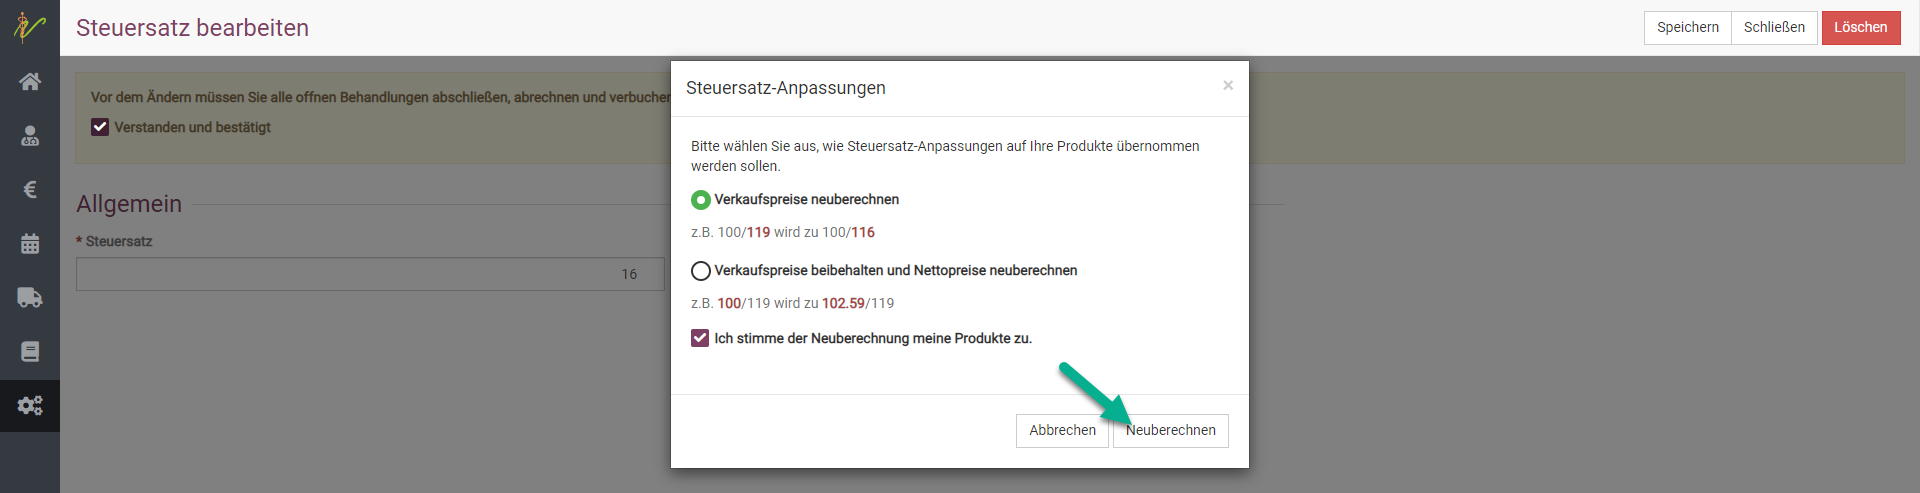 Steuersatz bearbeiten
Speichern
Schließen
Löschen
Vor dem Ändern müssen Sie alle offnen Behandlungen abschließen, abrechnen und
Verstanden und bestätigt
Allgemein
* Steuersatz
16
Steuersatz-Anpassungen
×
Bitte wählen Sie aus, wie Steuersatz-Anpassungen auf Ihre Produkte übernommen
werden sollen.
Verkaufspreise neuberechnen
z.B. 100/119 wird zu 100/116
Verkaufspreise beibehalten und Nettopreise neuberechnen
z.B. 100/119 wird zu 102.59/119
Ich stimme der Neuberechnung meine Produkte zu.
Abbrechen
Neuberechnen